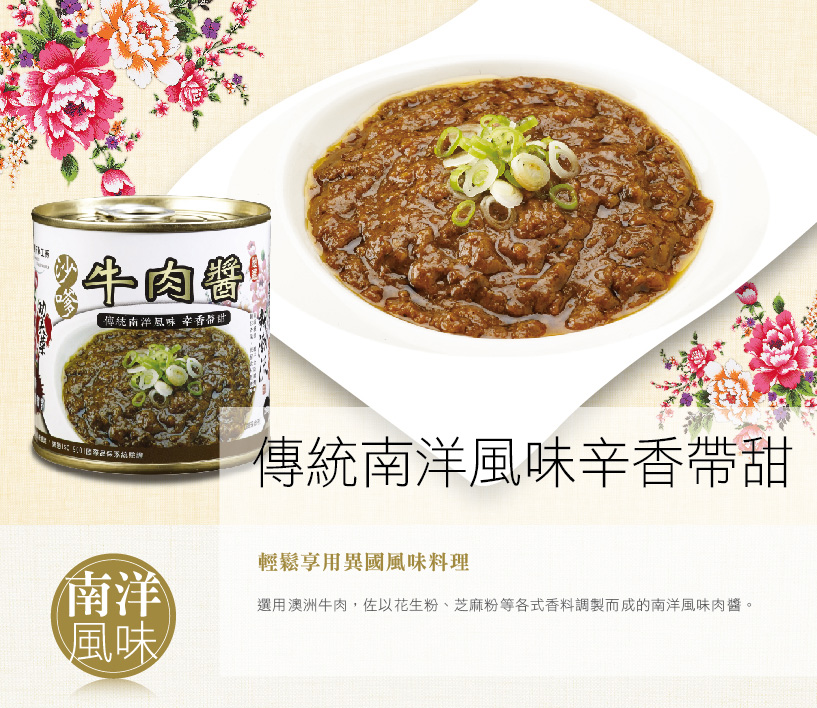 沙嗲
牛肉醬
傳統南洋風味 辛香帶甜
傳統南洋風味辛香帶甜
輕鬆享用異國風味料理
選用澳洲牛肉，佐以花生粉、芝麻粉等各式香料調製而成的南洋風味肉醬。
南洋
風味